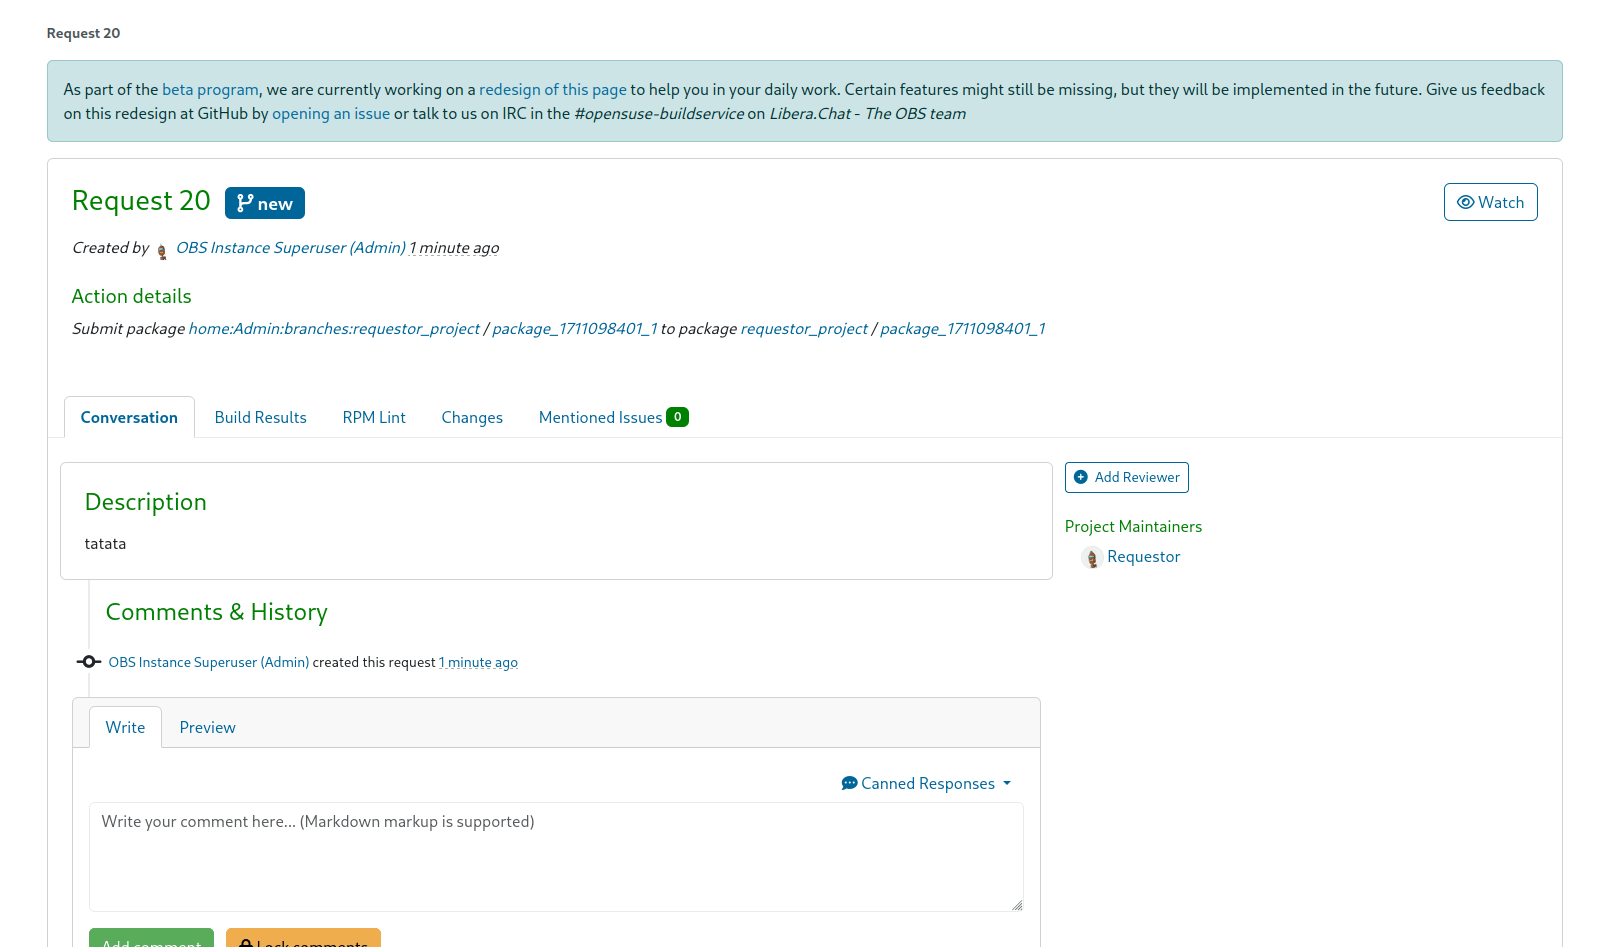 Request 20
As part of the beta program, we are currently working on a redesign of this page to help you in your daily work. Certain features might still be missing, but they will be implemented in the future. Give us feedback
on this redesign at GitHub by opening an issue or talk to us on IRC in the #opensuse-buildservice on Libera.Chat - The OBS team
Request 20 new
Watch
Created by OBS Instance Superuser (Admin) 1 minute ago
Action details
Submit package home:Admin:branches:requestor_project / package_1711098401_1 to package requestor_project / package_1711098401_1
Conversation Build Results RPM Lint Changes Mentioned Issues 0
Description
tatata
Add Reviewer
Project Maintainers
Requestor
Comments & History
OBS Instance Superuser (Admin) created this request 1 minute ago
Write Preview
Canned Responses
Write your comment here... (Markdown markup is supported)
Add comment Lock comments